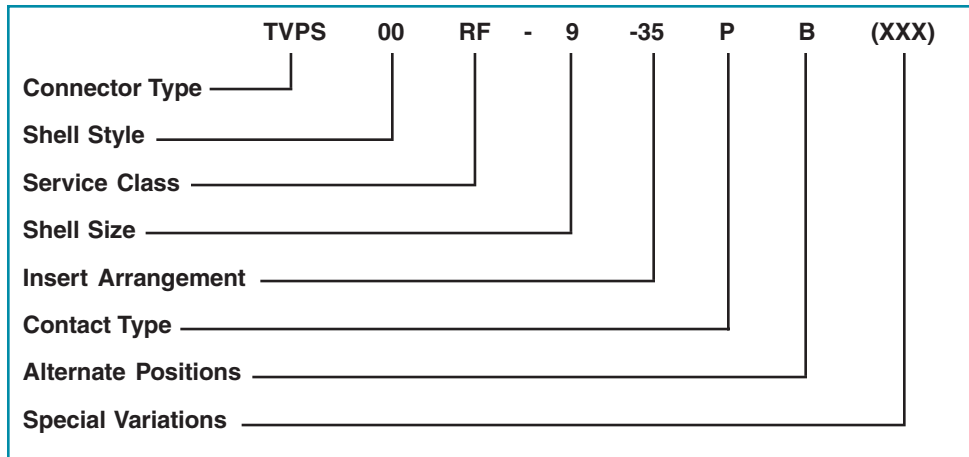 TVPS 00 RF - 9 -35 P B (XXX)
Connector Type
Shell Style
Service Class
Shell Size
Insert Arrangement
Contact Type
Alternate Positions
Special Variations